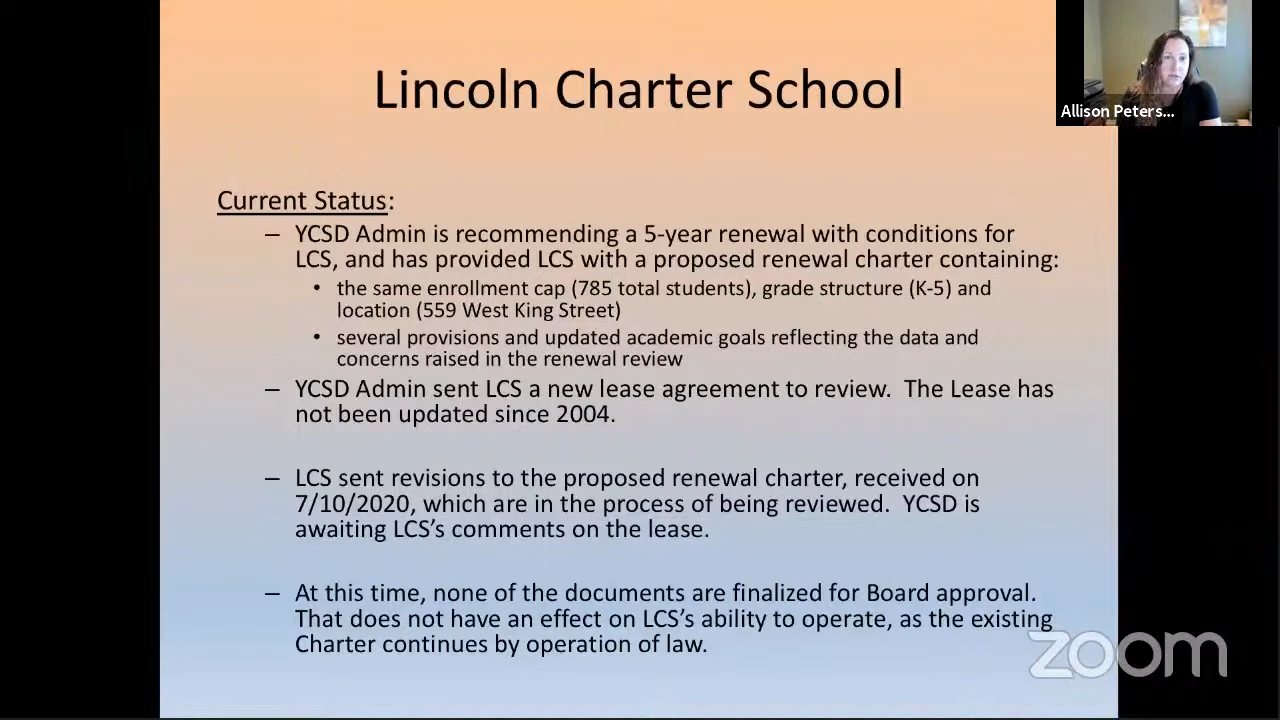 Lincoln Charter School
Allison Peters...
Current Status:
– YCSD Admin is recommending a 5-year renewal with conditions for
LCS, and has provided LCS with a proposed renewal charter containing:
• the same enrollment cap (785 total students), grade structure (K-5) and
location (559 West King Street)
• several provisions and updated academic goals reflecting the data and
concerns raised in the renewal review
– YCSD Admin sent LCS a new lease agreement to review.  The Lease has
not been updated since 2004.
– LCS sent revisions to the proposed renewal charter, received on
7/10/2020, which are in the process of being reviewed.  YCSD is
awaiting LCS’s comments on the lease.
– At this time, none of the documents are finalized for Board approval.
That does not have an effect on LCS’s ability to operate, as the existing
Charter continues by operation of law.
zoom